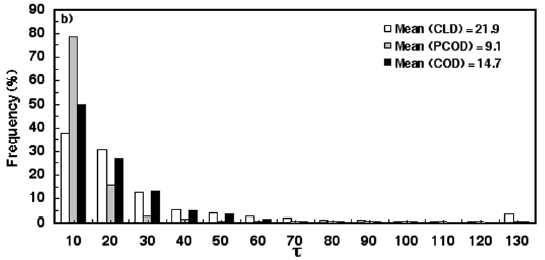 b)
Mean (CLD) = 21.9
Mean (PCOD) = 9.1
Mean (COD) = 14.7
Frequency (%)
90
80
70
60
50
40
30
20
10
0
10 20 30 40 50 60 70 80 90 100 110 120 130
τ